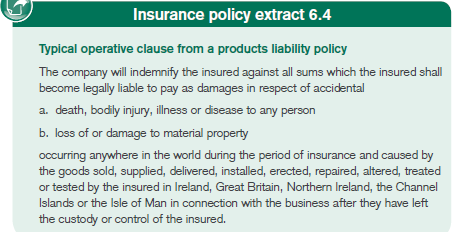 Insurance policy extract 6.4
Typical operative clause from a products liability policy
The company will indemnify the insured against all sums which the insured shall
become legally liable to pay as damages in respect of accidental
a. death, bodily injury, illness or disease to any person
b. loss of or damage to material property
occurring anywhere in the world during the period of insurance and caused by
the goods sold, supplied, delivered, installed, erected, repaired, altered, treated
or tested by the insured in Ireland, Great Britain, Northern Ireland, the Channel
Islands or the Isle of Man in connection with the business after they have left
the custody or control of the insured.